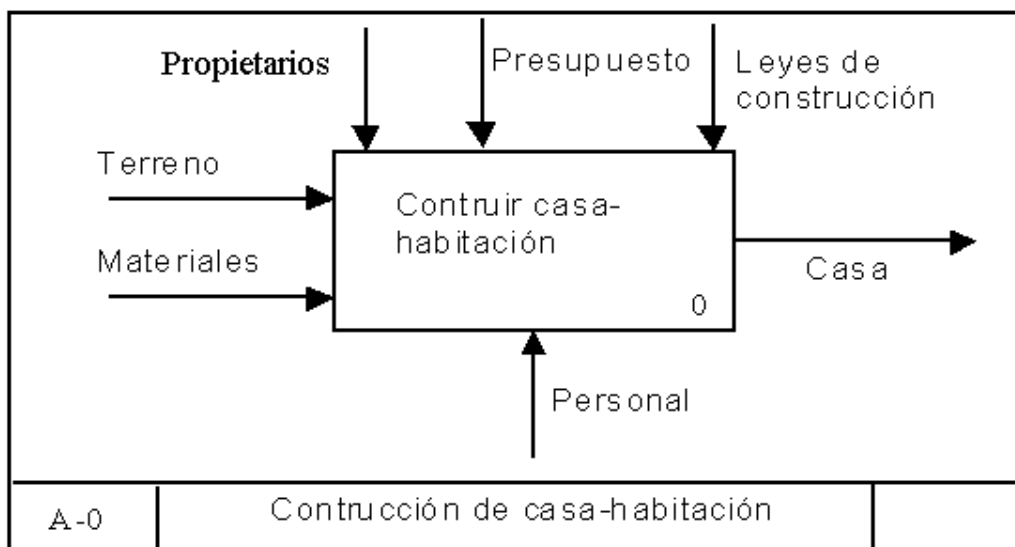 Propietarios
Presupuesto
Leyes de
construcción
Terreno
Contruir casa-
habitación
Materiales
Casa
0
Personal
A-0
Contrucción de casa-habitación